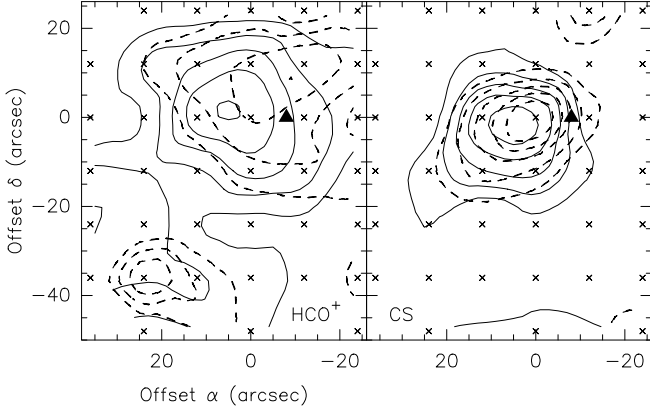 20
0
-20
-40
Offset δ (arcsec)
HCO⁺
CS
20 0 -20 20 0 -20
Offset α (arcsec)